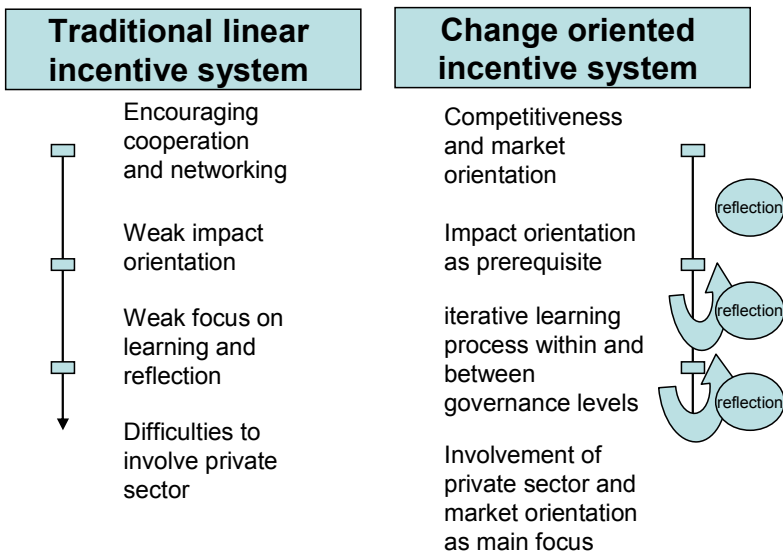 Traditional linear
incentive system
Encouraging
cooperation
and networking
Weak impact
orientation
Weak focus on
learning and
reflection
Difficulties to
involve private
sector
Change oriented
incentive system
Competitiveness
and market
orientation
reflection
Impact orientation
as prerequisite
reflection
iterative learning
process within and
between
governance levels
reflection
Involvement of
private sector and
market orientation
as main focus